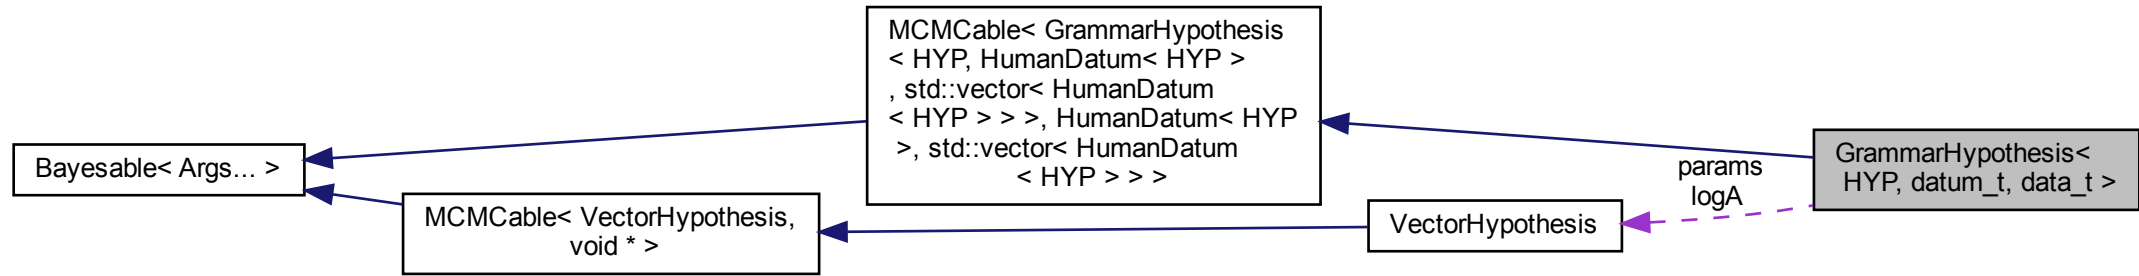 MCMCable< GrammarHypothesis
< HYP, HumanDatum< HYP >
, std::vector< HumanDatum
< HYP > > >, HumanDatum< HYP
>, std::vector< HumanDatum
< HYP > > >
Bayesable< Args... >
MCMCable< VectorHypothesis,
void * >
VectorHypothesis
params
logA
GrammarHypothesis<
HYP, datum_t, data_t >